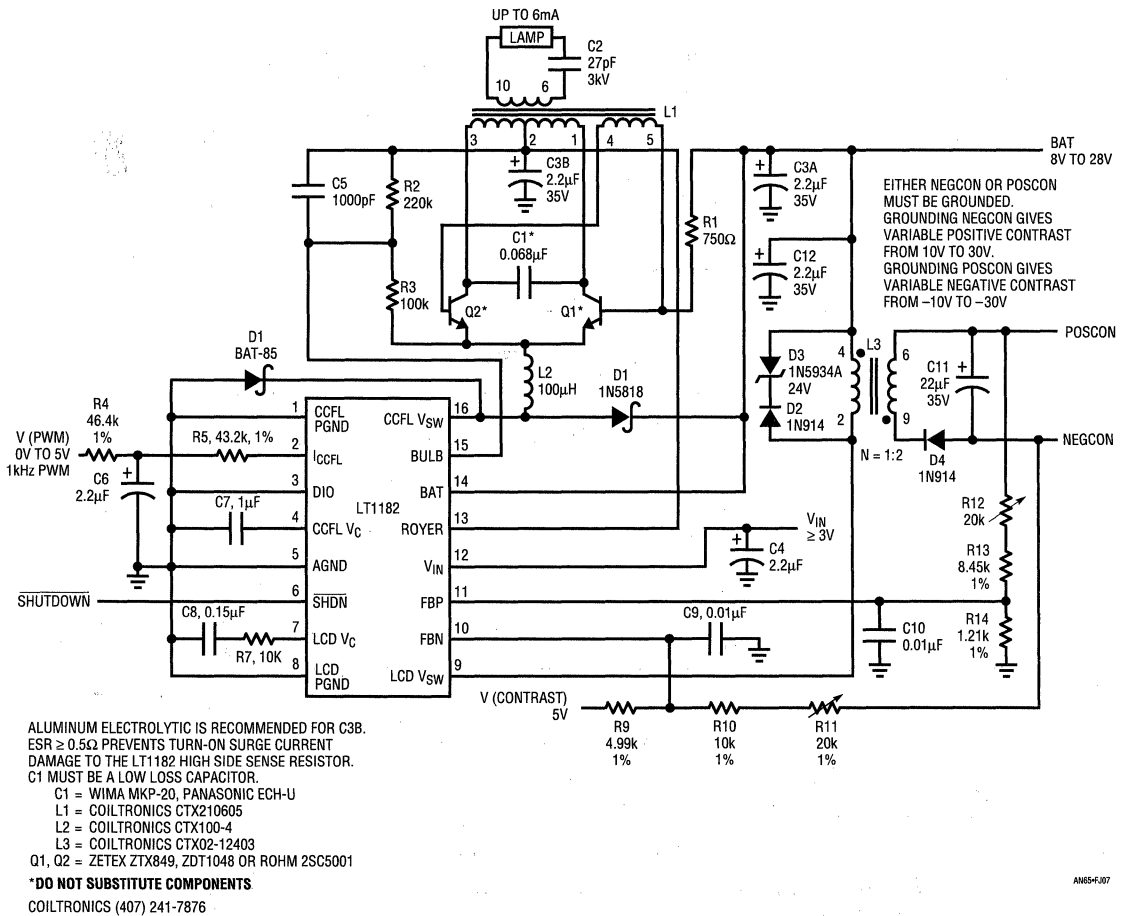 UP TO 6mA
LAMP
C2
27pF
3kV
10
6
L1
3
2
1
4
5
BAT
8V TO 28V
C5
1000pF
R2
220k
C3B
2.2µF
35V
C3A
2.2µF
35V
R1
750Ω
EITHER NEGCON OR POSCON
MUST BE GROUNDED.
GROUNDING NEGCON GIVES
VARIABLE POSITIVE CONTRAST
FROM 10V TO 30V.
GROUNDING POSCON GIVES
VARIABLE NEGATIVE CONTRAST
FROM –10V TO –30V
C1*
0.068µF
C12
2.2µF
35V
R3
100k
Q2*
Q1*
POSCON
D1
BAT-85
L2
100µH
D1
1N5818
D3
1N5934A
24V
D2
1N914
4
L3
6
2
9
N = 1:2
C11
22µF
35V
D4
1N914
NEGCON
R4
46.4k
1%
V (PWM)
0V TO 5V
1kHz PWM
R5, 43.2k, 1%
C6
2.2µF
C7, 1µF
LT1182
1
CCFL
PGND
2
ICCFL
3
DIO
4
CCFL VC
5
AGND
6
SHDN
7
LCD VC
8
LCD
PGND
16
CCFL VSW
15
BULB
14
BAT
13
ROYER
12
VIN
11
FBP
10
FBN
9
LCD VSW
SHUTDOWN
C8, 0.15µF
R7, 10K
VIN
≥ 3V
C4
2.2µF
C9, 0.01µF
C10
0.01µF
R12
20k
R13
8.45k
1%
R14
1.21k
1%
V (CONTRAST)
5V
R9
4.99k
1%
R10
10k
1%
R11
20k
1%
ALUMINUM ELECTROLYTIC IS RECOMMENDED FOR C3B.
ESR ≥ 0.5Ω PREVENTS TURN-ON SURGE CURRENT
DAMAGE TO THE LT1182 HIGH SIDE SENSE RESISTOR.
C1 MUST BE A LOW LOSS CAPACITOR.
C1 = WIMA MKP-20, PANASONIC ECH-U
L1 = COILTRONICS CTX210605
L2 = COILTRONICS CTX100-4
L3 = COILTRONICS CTX02-12403
Q1, Q2 = ZETEX ZTX849, ZDT1048 OR ROHM 2SC5001
*DO NOT SUBSTITUTE COMPONENTS
COILTRONICS (407) 241-7876
AN65•FJ07